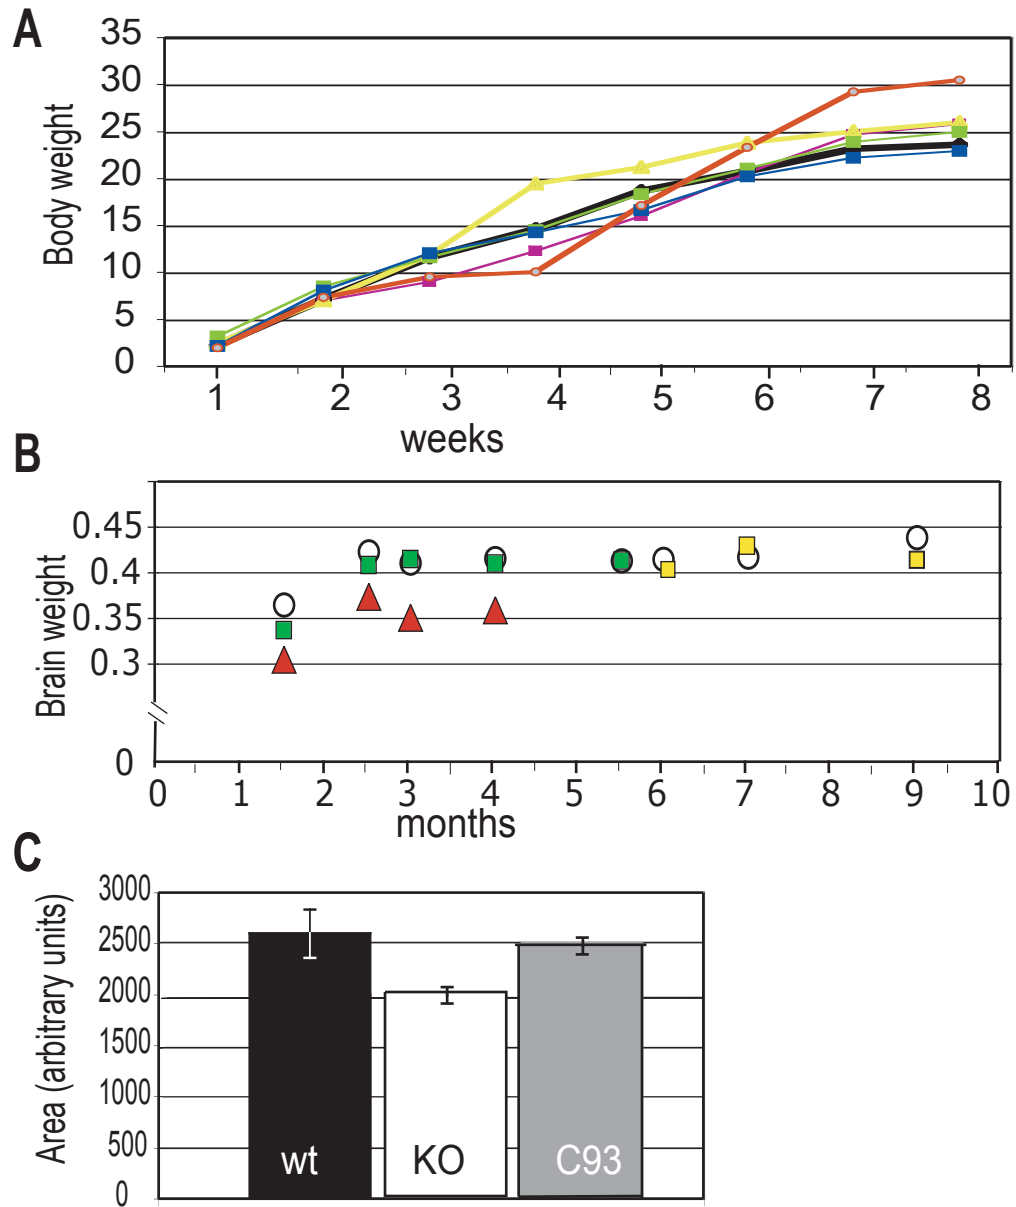 A
Body weight
35
30
25
20
15
10
5
0
1 2 3 4 5 6 7 8
weeks
B
Brain weight
0.45
0.4
0.35
0.3
0
0 1 2 3 4 5 6 7 8 9 10
months
C
Area (arbitrary units)
3000
2500
2000
1500
1000
500
0
wt KO C93